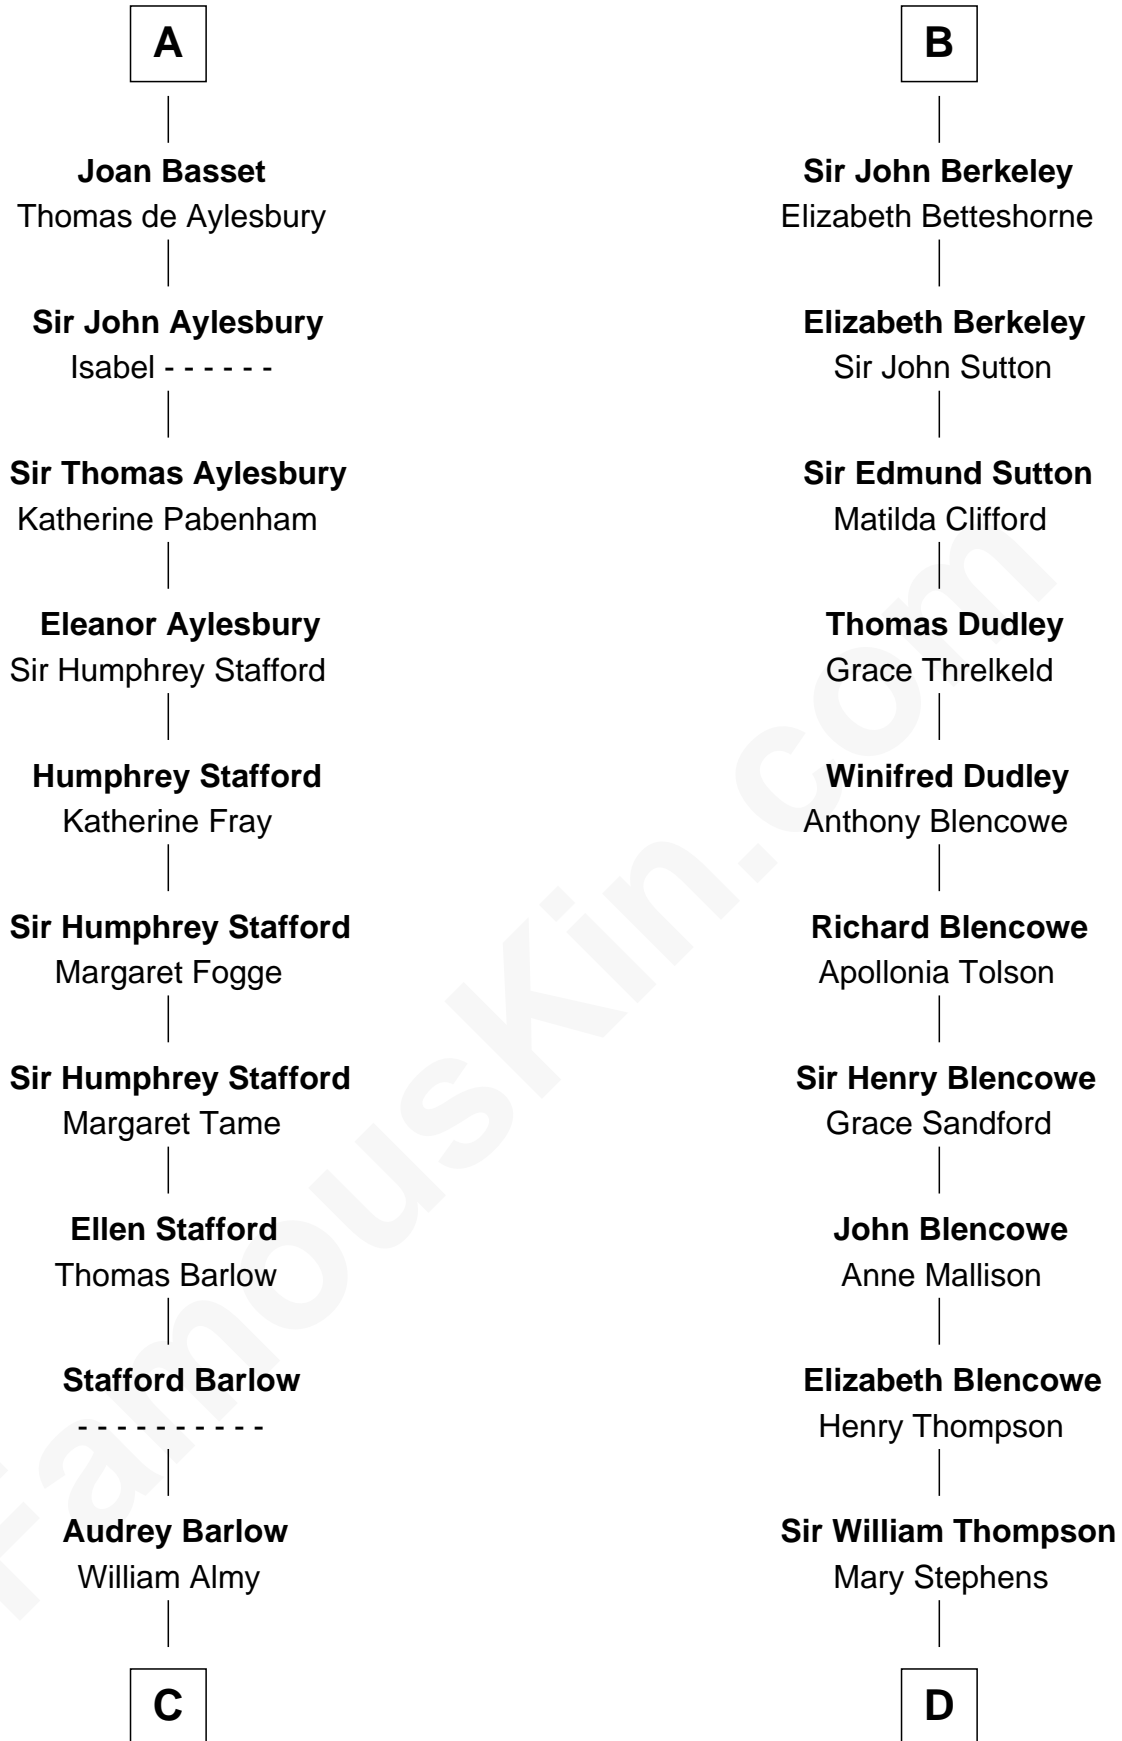 A
Joan Basset
Thomas de Aylesbury
Sir John Aylesbury
Isabel - - - - - -
Sir Thomas Aylesbury
Katherine Pabenham
Eleanor Aylesbury
Sir Humphrey Stafford
Humphrey Stafford
Katherine Fray
Sir Humphrey Stafford
Margaret Fogge
Sir Humphrey Stafford
Margaret Tame
Ellen Stafford
Thomas Barlow
Stafford Barlow
- - - - - - - - - -
Audrey Barlow
William Almy
C
B
Sir John Berkeley
Elizabeth Betteshorne
Elizabeth Berkeley
Sir John Sutton
Sir Edmund Sutton
Matilda Clifford
Thomas Dudley
Grace Threlkeld
Winifred Dudley
Anthony Blencowe
Richard Blencowe
Apollonia Tolson
Sir Henry Blencowe
Grace Sandford
John Blencowe
Anne Mallison
Elizabeth Blencowe
Henry Thompson
Sir William Thompson
Mary Stephens
D
FamousKin.com